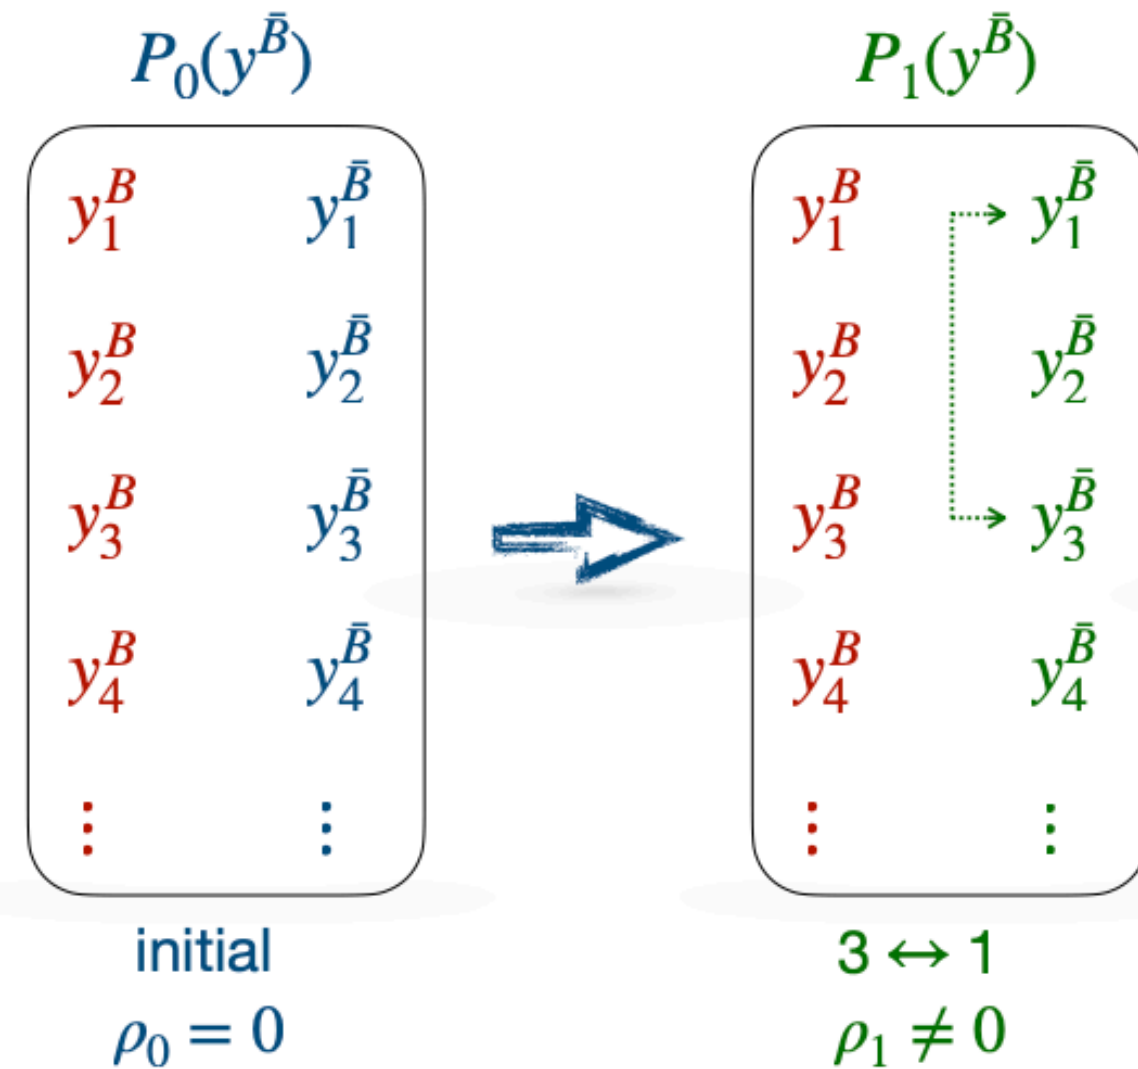 P₀(y^B̄) P₁(y^B̄)
y₁^B y₁^B̄ y₁^B y₁^B̄
y₂^B y₂^B̄ y₂^B y₂^B̄
y₃^B y₃^B̄ y₃^B y₃^B̄
y₄^B y₄^B̄ y₄^B y₄^B̄
⋮ ⋮ ⋮ ⋮
initial 3 ↔ 1
ρ₀ = 0 ρ₁ ≠ 0